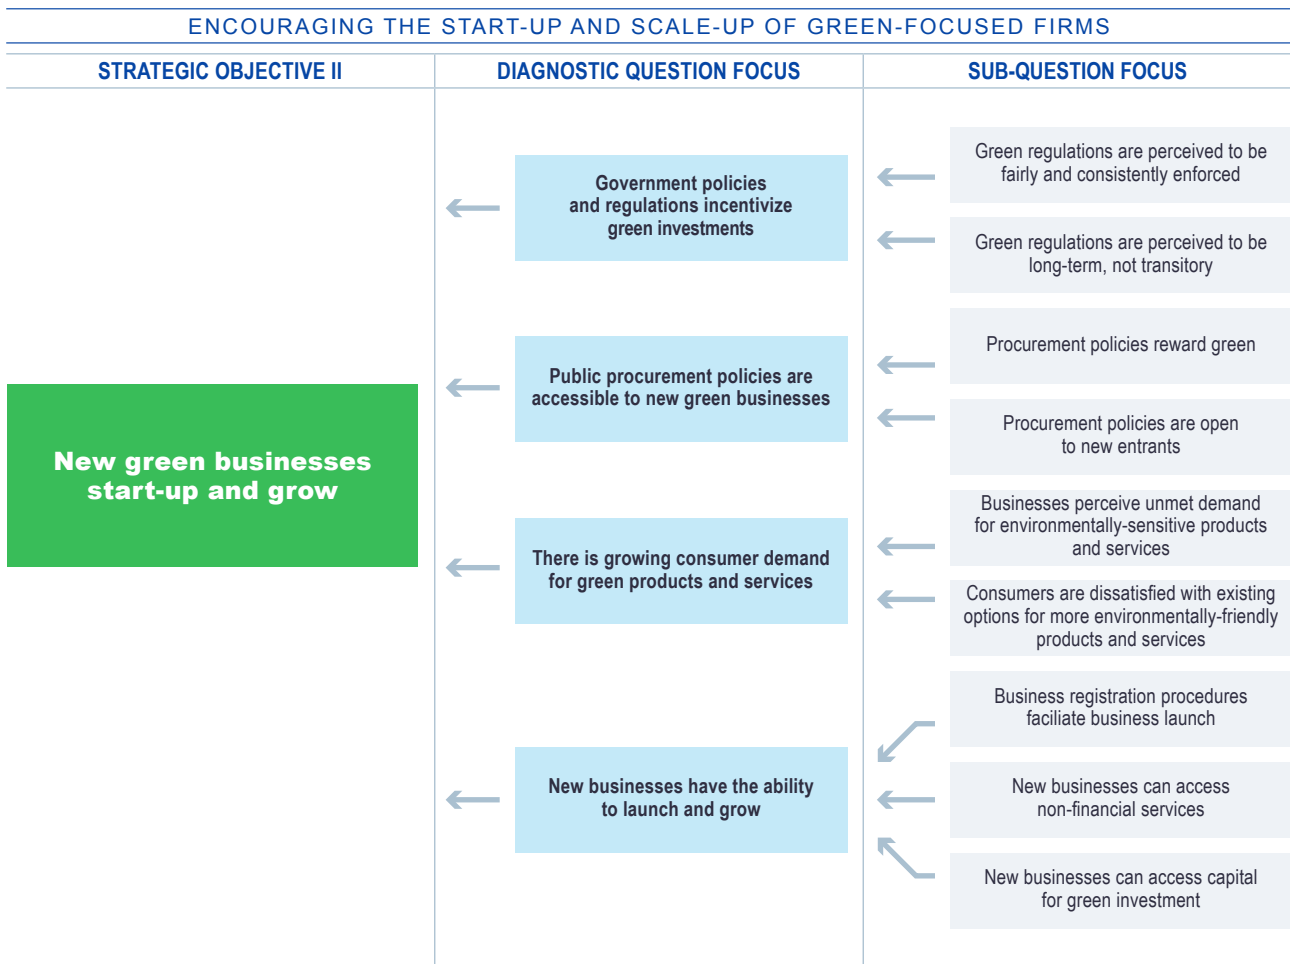 ENCOURAGING THE START-UP AND SCALE-UP OF GREEN-FOCUSED FIRMS
STRATEGIC OBJECTIVE II
DIAGNOSTIC QUESTION FOCUS
SUB-QUESTION FOCUS
New green businesses
start-up and grow
Government policies
and regulations incentivize
green investments
Green regulations are perceived to be
fairly and consistently enforced
Green regulations are perceived to be
long-term, not transitory
Public procurement policies are
accessible to new green businesses
Procurement policies reward green
Procurement policies are open
to new entrants
There is growing consumer demand
for green products and services
Businesses perceive unmet demand
for environmentally-sensitive products
and services
Consumers are dissatisfied with existing
options for more environmentally-friendly
products and services
New businesses have the ability
to launch and grow
Business registration procedures
faciliate business launch
New businesses can access
non-financial services
New businesses can access capital
for green investment